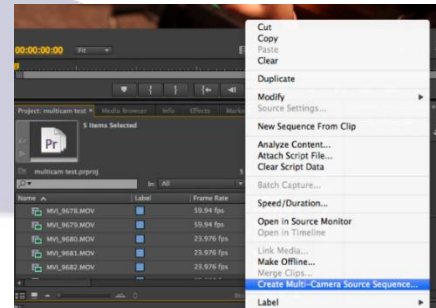 00:00:00:00 Fit
Project: multicam test × Media Browser Info Effects
5 Items Selected
Pr
multicam test.prproj 5
In: All
Name Label Frame Rate
MVI_9678.MOV 59.94 fps
MVI_9679.MOV 59.94 fps
MVI_9680.MOV 23.976 fps
MVI_9681.MOV 23.976 fps
MVI_9682.MOV 23.976 fps
Cut
Copy
Paste
Clear
Duplicate
Modify
Source Settings...
New Sequence From Clip
Analyze Content...
Attach Script File...
Clear Script Data
Batch Capture...
Speed/Duration...
Open in Source Monitor
Open in Timeline
Link Media...
Make Offline...
Merge Clips...
Create Multi-Camera Source Sequence...
Label